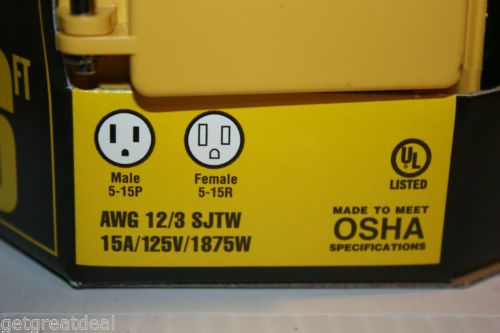 FT
Male
5-15P
Female
5-15R
UL
LISTED
AWG 12/3 SJTW
15A/125V/1875W
MADE TO MEET
OSHA
SPECIFICATIONS
getgreatdeal